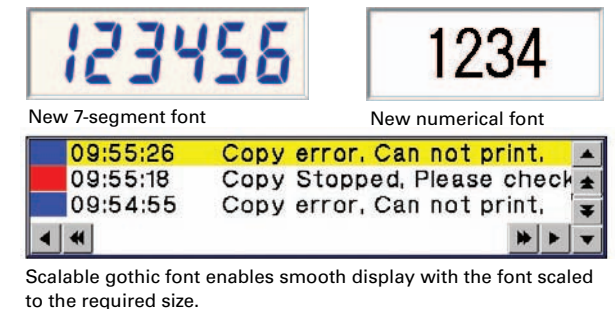 123456
1234
New 7-segment font
New numerical font
09:55:26 Copy error, Can not print,
09:55:18 Copy Stopped, Please check
09:54:55 Copy error, Can not print,
Scalable gothic font enables smooth display with the font scaled
to the required size.